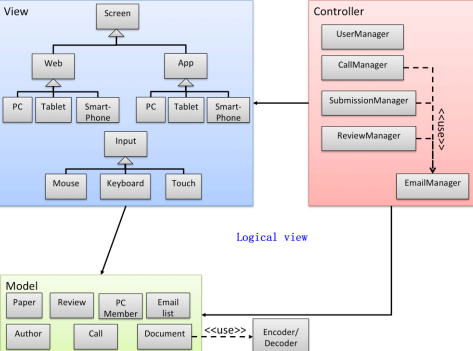 View
Screen
Web
App
PC
Tablet
Smart-
Phone
PC
Tablet
Smart-
Phone
Input
Mouse
Keyboard
Touch
Controller
UserManager
CallManager
SubmissionManager
<<use>>
ReviewManager
EmailManager
Logical view
Model
Paper
Review
PC
Member
Email
list
Author
Call
Document
<<use>>
Encoder/
Decoder